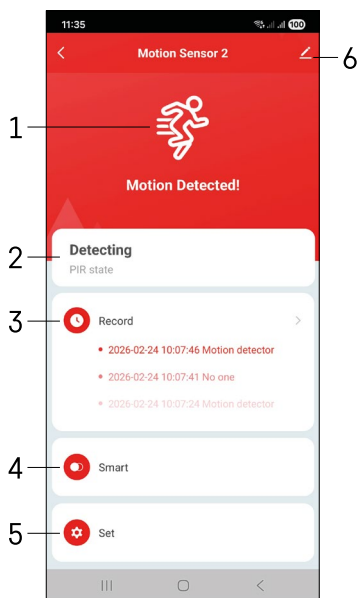 11:35
100
Motion Sensor 2
6
1
Motion Detected!
2
Detecting
PIR state
3
Record
2026-02-24 10:07:46 Motion detector
2026-02-24 10:07:41 No one
2026-02-24 10:07:24 Motion detector
4
Smart
5
Set